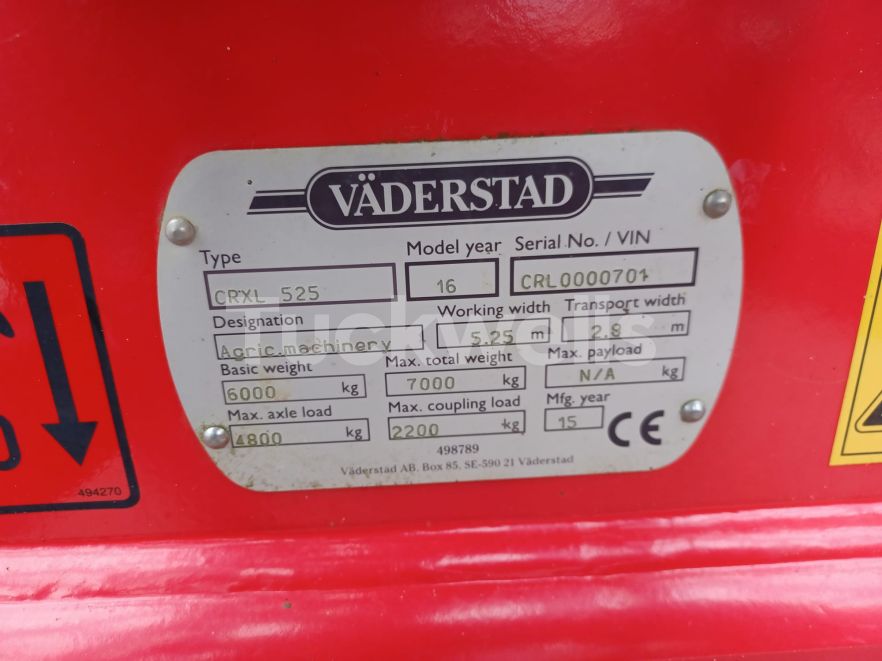 VÄDERSTAD
Type Model year Serial No. / VIN
CRXL 525 16 CRL0000701
Designation Working width Transport width
Agric.machinery 5.25 m 2.8 m
Basic weight Max. total weight Max. payload
6000 kg 7000 kg N/A kg
Max. axle load Max. coupling load Mfg. year
4800 kg 2200 kg 15 CE
498789
Väderstad AB. Box 85. SE-590 21 Väderstad
494270
Tuckwells